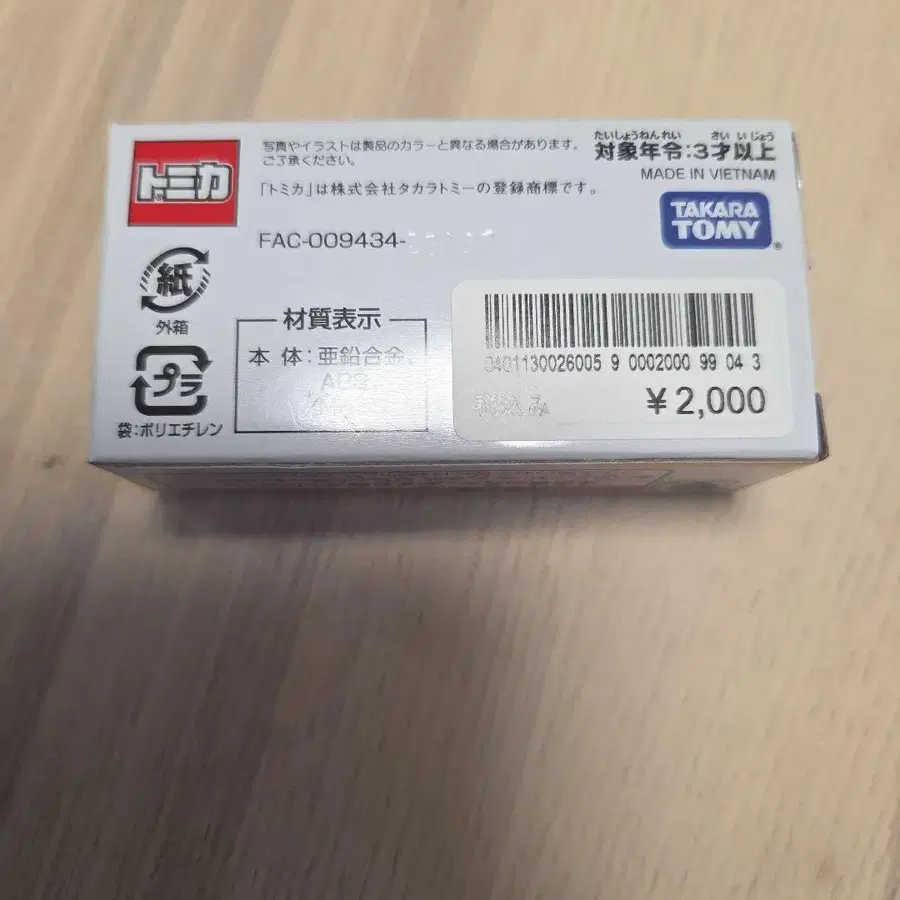 トミカ
写真やイラストは製品のカラーと異なる場合があります。
ご了承ください。
「トミカ」は株式会社タカラトミーの登録商標です。
たいしょうねんれい さい いじょう
対象年令:3才以上
MADE IN VIETNAM
TAKARA
TOMY
FAC-009434-
紙
外箱
プラ
袋:ポリエチレン
材質表示
本 体:亜鉛合金、
ABS
0401130026005 9 0002000 99 04 3
¥2,000